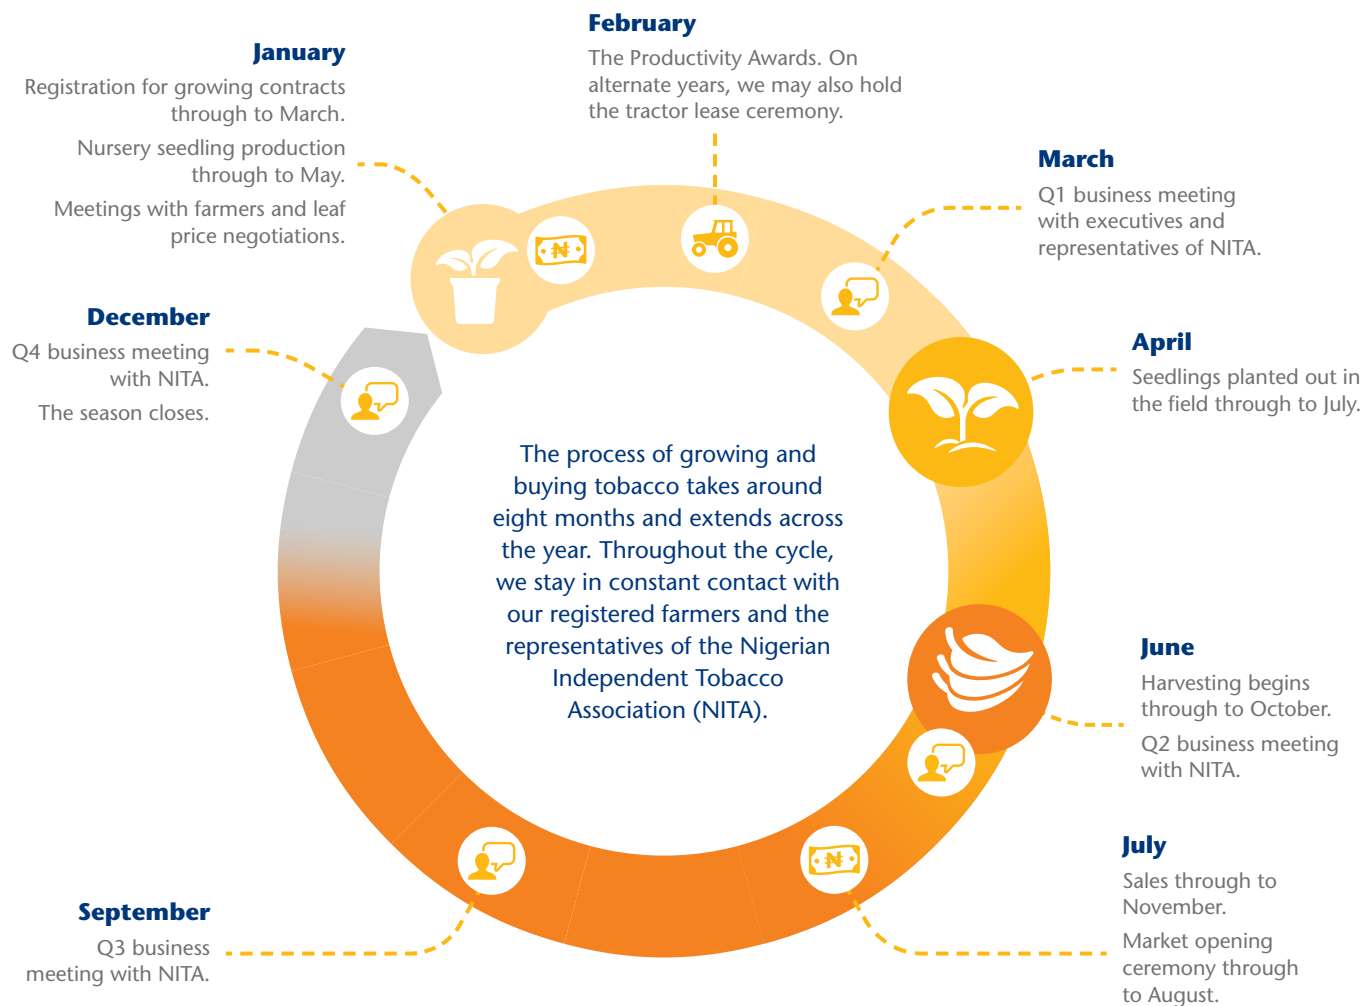 January
Registration for growing contracts
through to March.
Nursery seedling production
through to May.
Meetings with farmers and leaf
price negotiations.
February
The Productivity Awards. On
alternate years, we may also hold
the tractor lease ceremony.
March
Q1 business meeting
with executives and
representatives of NITA.
April
Seedlings planted out in
the field through to July.
June
Harvesting begins
through to October.
Q2 business meeting
with NITA.
July
Sales through to
November.
Market opening
ceremony through
to August.
September
Q3 business
meeting with NITA.
December
Q4 business meeting
with NITA.
The season closes.
The process of growing and
buying tobacco takes around
eight months and extends across
the year. Throughout the cycle,
we stay in constant contact with
our registered farmers and the
representatives of the Nigerian
Independent Tobacco
Association (NITA).
₦
₦